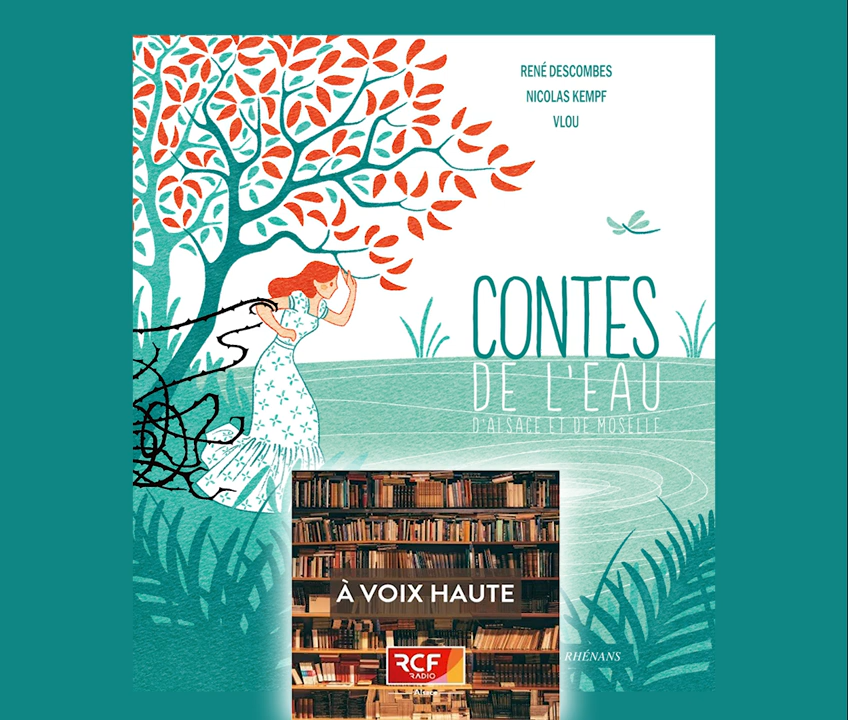 RENÉ DESCOMBES
NICOLAS KEMPF
VLOU
CONTES
DE L'EAU
D'ALSACE ET DE MOSELLE
À VOIX HAUTE
RCF
RADIO
Alsace
RHÉNANS